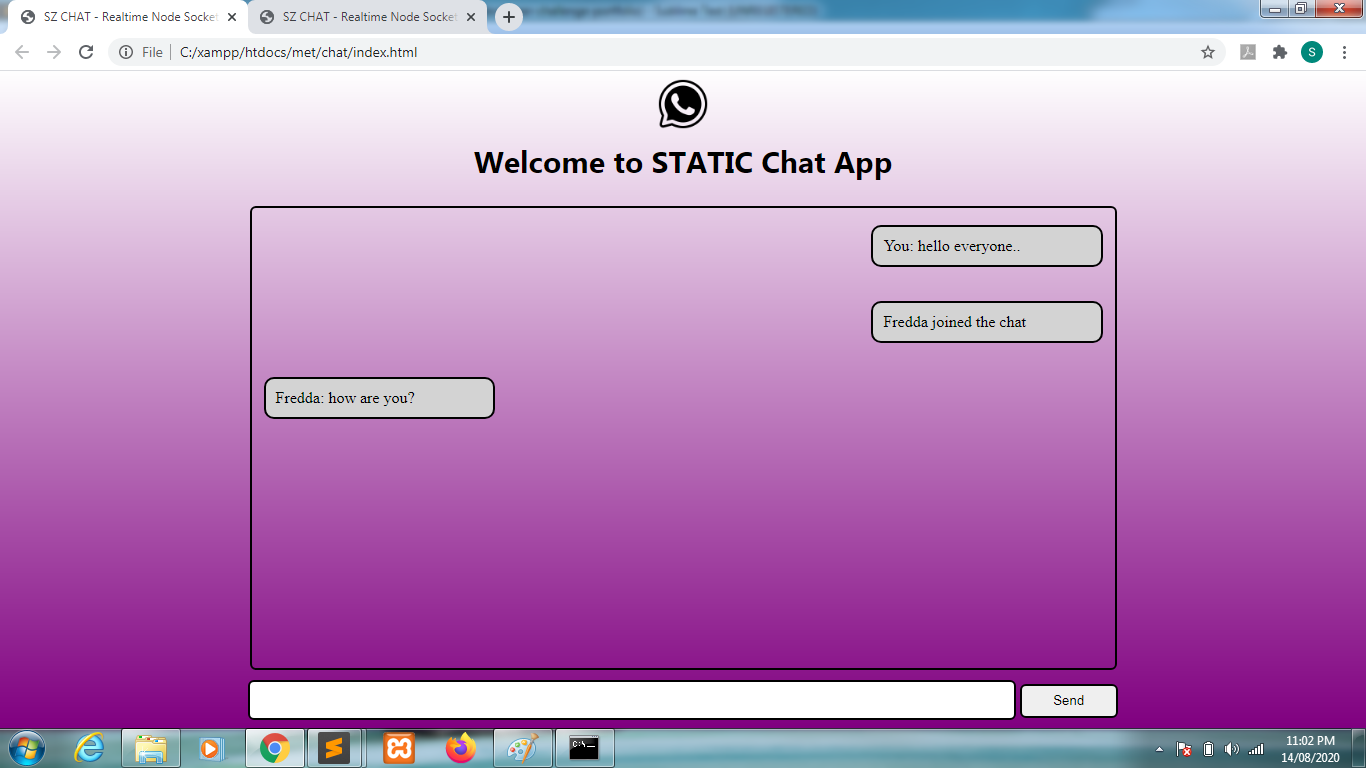 SZ CHAT - Realtime Node Socket
SZ CHAT - Realtime Node Socket
File
C:/xampp/htdocs/met/chat/index.html
S
Welcome to STATIC Chat App
You: hello everyone..
Fredda joined the chat
Fredda: how are you?
Send
C:\
11:02 PM
14/08/2020